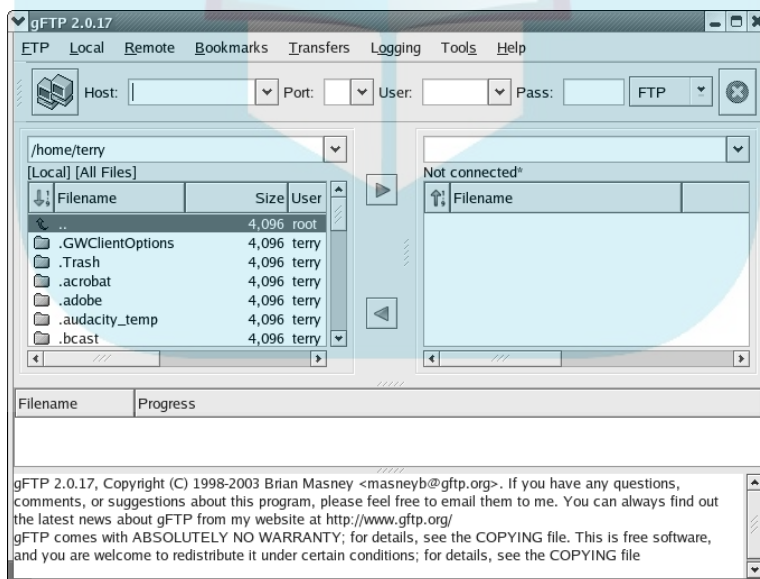 gFTP 2.0.17
FTP Local Remote Bookmarks Transfers Logging Tools Help
Host: Port: User: Pass: FTP
/home/terry
[Local] [All Files]
Filename Size User
.. 4,096 root
.GWClientOptions 4,096 terry
.Trash 4,096 terry
.acrobat 4,096 terry
.adobe 4,096 terry
.audacity_temp 4,096 terry
.bcast 4,096 terry
Not connected*
Filename
Filename Progress
gFTP 2.0.17, Copyright (C) 1998-2003 Brian Masney <masneyb@gftp.org>. If you have any questions,
comments, or suggestions about this program, please feel free to email them to me. You can always find out
the latest news about gFTP from my website at http://www.gftp.org/
gFTP comes with ABSOLUTELY NO WARRANTY; for details, see the COPYING file. This is free software,
and you are welcome to redistribute it under certain conditions; for details, see the COPYING file